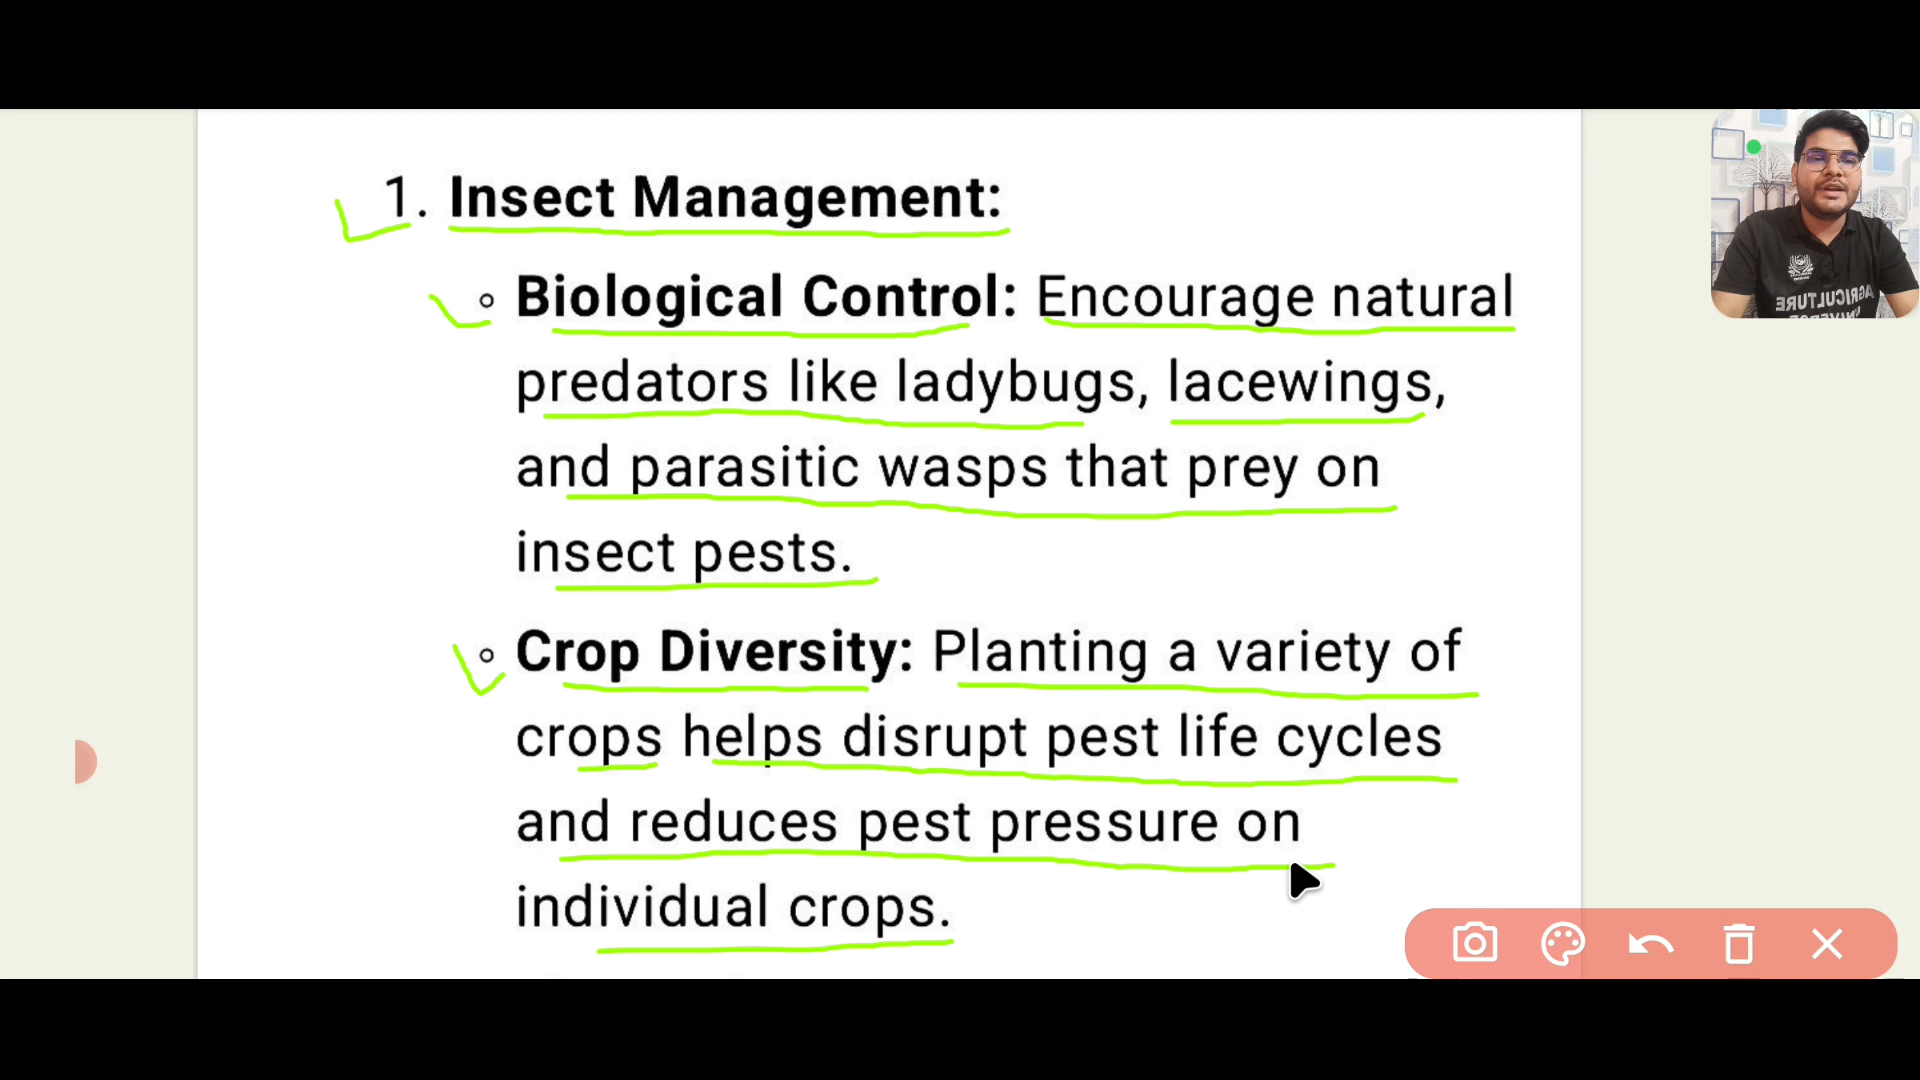 1. Insect Management:
◦ Biological Control: Encourage natural
predators like ladybugs, lacewings,
and parasitic wasps that prey on
insect pests.
◦ Crop Diversity: Planting a variety of
crops helps disrupt pest life cycles
and reduces pest pressure on
individual crops.
AGRICULTURE